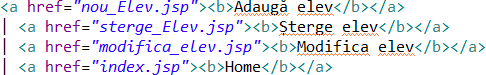 <a href="nou_Elev.jsp"><b>Adaugă elev</b></a>
| <a href="sterge_Elev.jsp"><b>Sterge elev</b></a>
| <a href="modifica_elev.jsp"><b>Modifica elev</b></a>
| <a href="index.jsp"><b>Home</b></a>